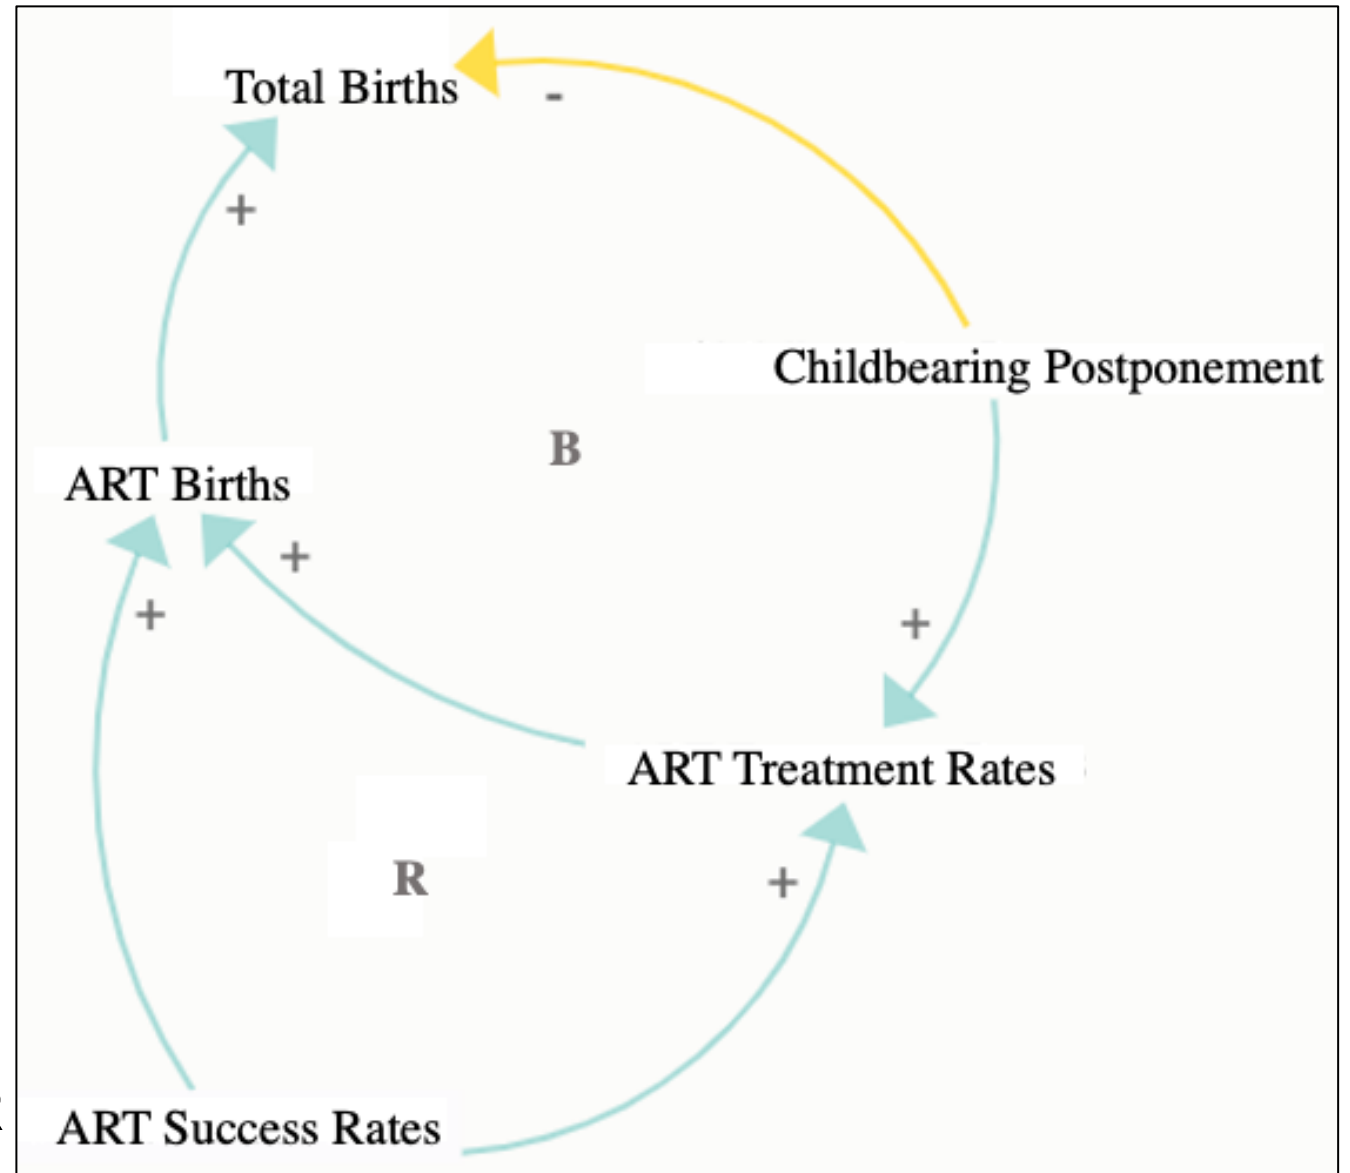 Total Births
-
+
Childbearing Postponement
B
ART Births
+
+
+
ART Treatment Rates
R
+
ART Success Rates